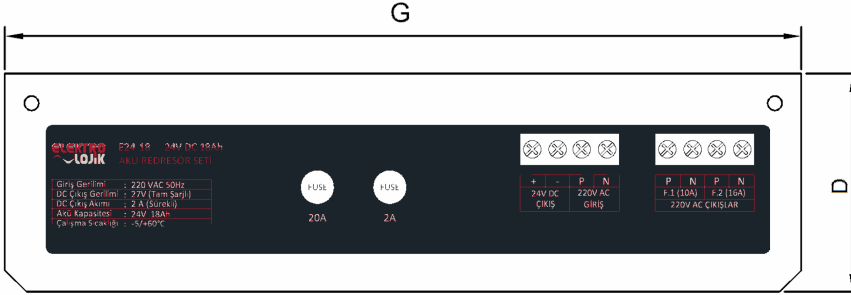 G
ELEKTRO LOJİK
E24-18 24V DC 18Ah
AKÜ REDRESÖR SETİ
Giriş Gerilimi : 220 VAC 50Hz
DC Çıkış Gerilimi : 27V (Tam Şarjlı)
DC Çıkış Akımı : 2 A (Sürekli)
Akü Kapasitesi : 24V 18Ah
Çalışma Sıcaklığı : -5/+60°C
FUSE
20A
FUSE
2A
+ - P N
24V DC ÇIKIŞ
220V AC GİRİŞ
P N P N
F.1 (10A) F.2 (16A)
220V AC ÇIKIŞLAR
D